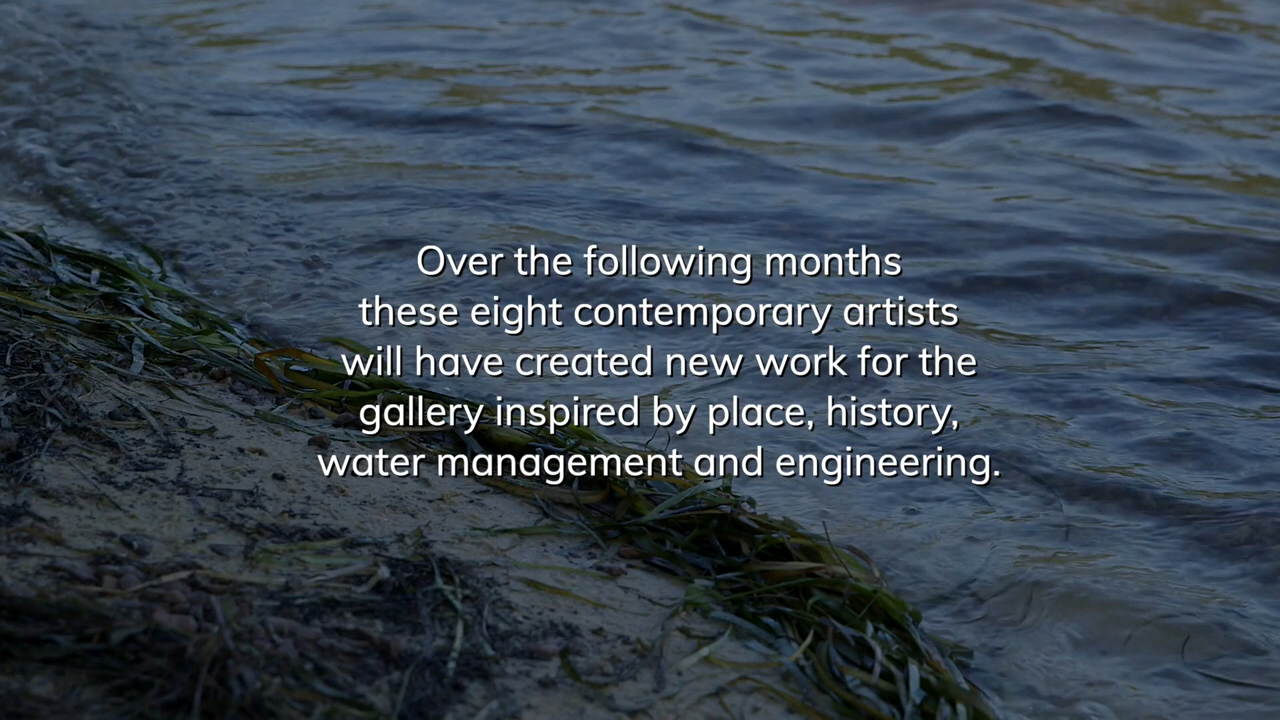 Over the following months
these eight contemporary artists
will have created new work for the
gallery inspired by place, history,
water management and engineering.